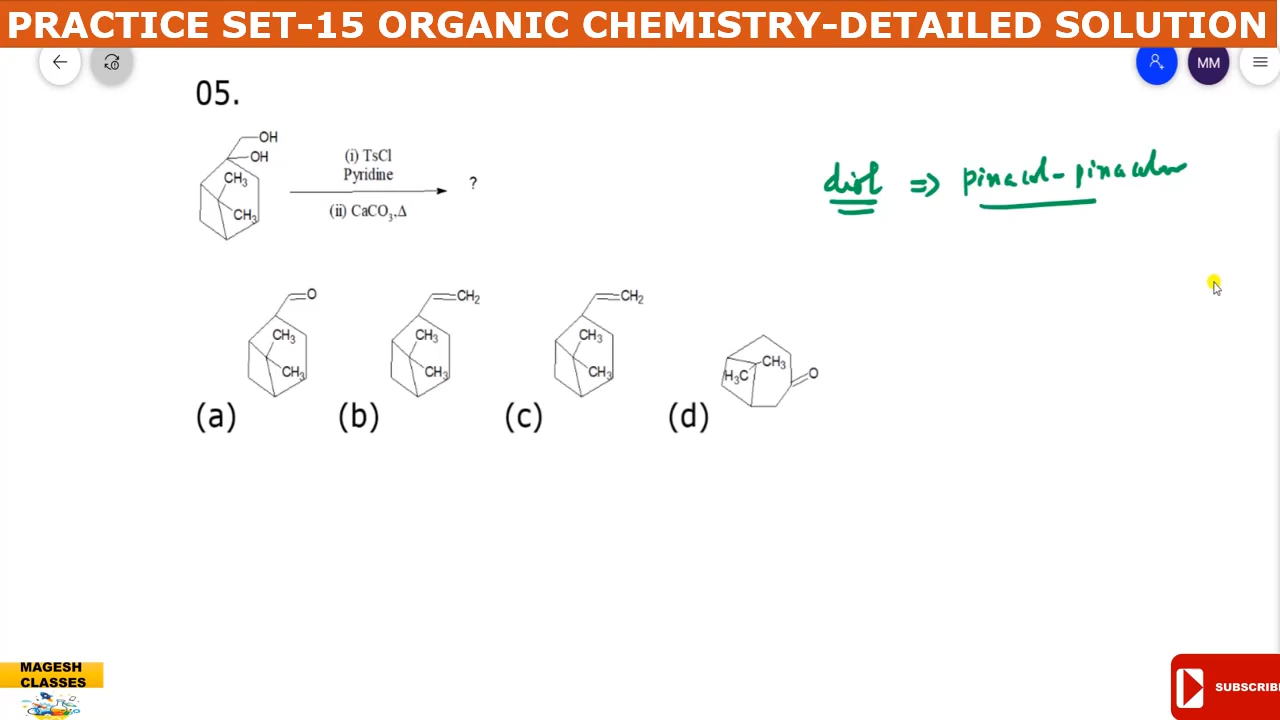 PRACTICE SET-15 ORGANIC CHEMISTRY-DETAILED SOLUTION
MM
05.
OH
OH
CH3
CH3
(i) TsCl
Pyridine
(ii) CaCO3,Δ
?
diol ⇒ pinacol-pinacolone
O
CH3
CH3
(a)
CH2
CH3
CH3
(b)
CH2
CH3
CH3
(c)
CH3
H3C
O
(d)
MAGESH
CLASSES
SUBSCRIBE